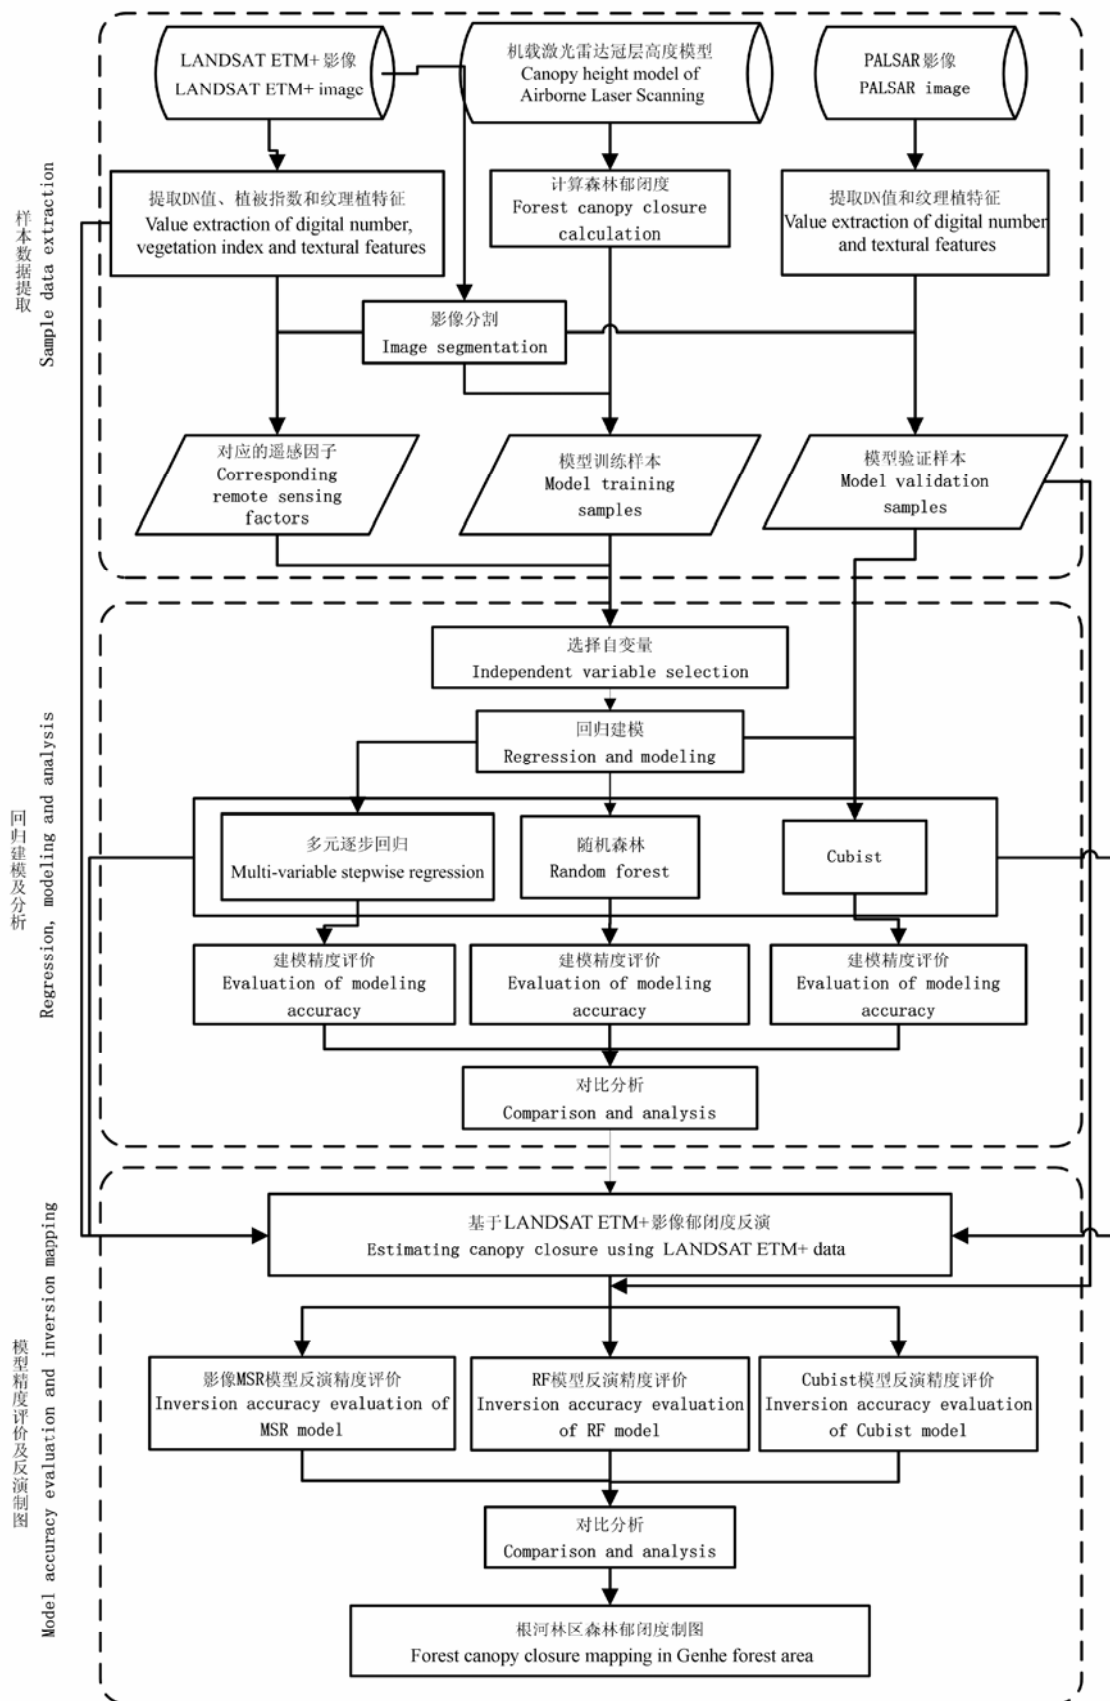 LANDSAT ETM+影像
LANDSAT ETM+ image
机载激光雷达冠层高度模型
Canopy height model of
Airborne Laser Scanning
PALSAR影像
PALSAR image
样本数据提取
Sample data extraction
提取DN值、植被指数和纹理植特征
Value extraction of digital number,
vegetation index and textural features
计算森林郁闭度
Forest canopy closure
calculation
提取DN值和纹理植特征
Value extraction of digital number
and textural features
影像分割
Image segmentation
对应的遥感因子
Corresponding
remote sensing
factors
模型训练样本
Model training
samples
模型验证样本
Model validation
samples
回归建模及分析
Regression, modeling and analysis
选择自变量
Independent variable selection
回归建模
Regression and modeling
多元逐步回归
Multi-variable stepwise regression
随机森林
Random forest
Cubist
建模精度评价
Evaluation of modeling
accuracy
建模精度评价
Evaluation of modeling
accuracy
建模精度评价
Evaluation of modeling
accuracy
对比分析
Comparison and analysis
模型精度评价及反演制图
Model accuracy evaluation and inversion mapping
基于LANDSAT ETM+影像郁闭度反演
Estimating canopy closure using LANDSAT ETM+ data
影像MSR模型反演精度评价
Inversion accuracy evaluation of
MSR model
RF模型反演精度评价
Inversion accuracy evaluation
of RF model
Cubist模型反演精度评价
Inversion accuracy evaluation
of Cubist model
对比分析
Comparison and analysis
根河林区森林郁闭度制图
Forest canopy closure mapping in Genhe forest area